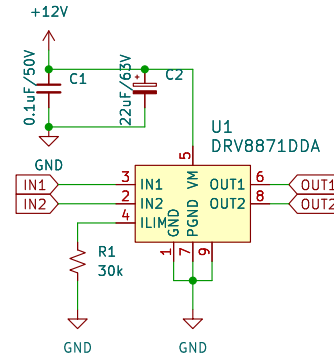 +12V
0.1uF/50V
C1
22uF/63V
+
C2
GND
U1
DRV8871DDA
5
VM
IN1
3
IN1
OUT1
6
OUT1
IN2
2
IN2
OUT2
8
OUT2
4
ILIM
GND
PGND
1
7
9
R1
30k
GND
GND